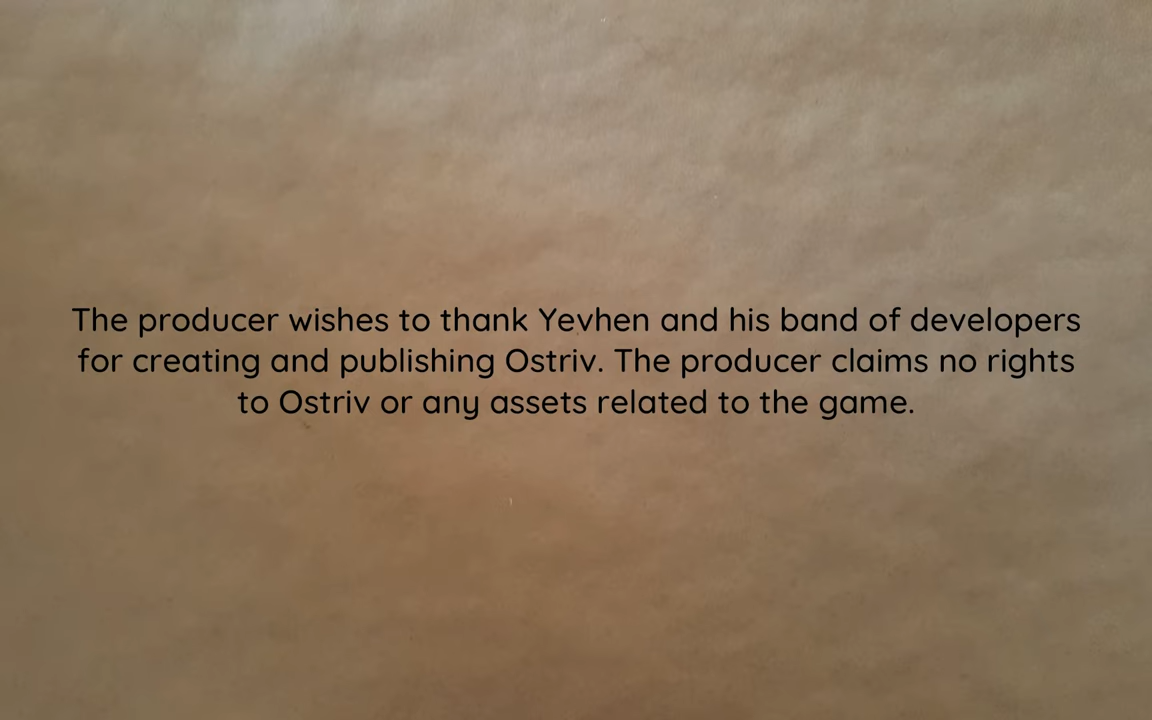 The producer wishes to thank Yevhen and his band of developers
for creating and publishing Ostriv. The producer claims no rights
to Ostriv or any assets related to the game.